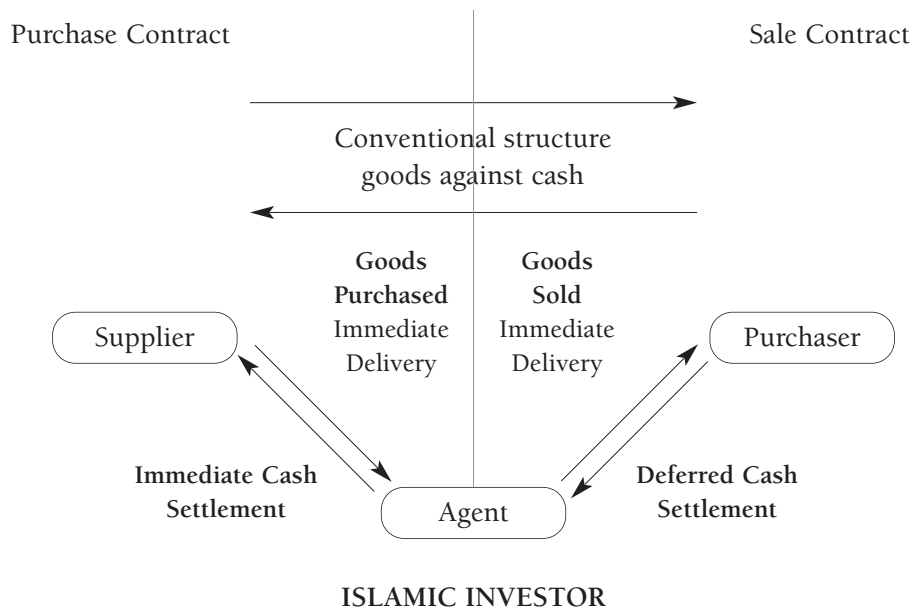 Purchase Contract
Sale Contract
Conventional structure
goods against cash
Goods
Purchased
Immediate
Delivery
Goods
Sold
Immediate
Delivery
Supplier
Purchaser
Immediate Cash
Settlement
Deferred Cash
Settlement
Agent
ISLAMIC INVESTOR